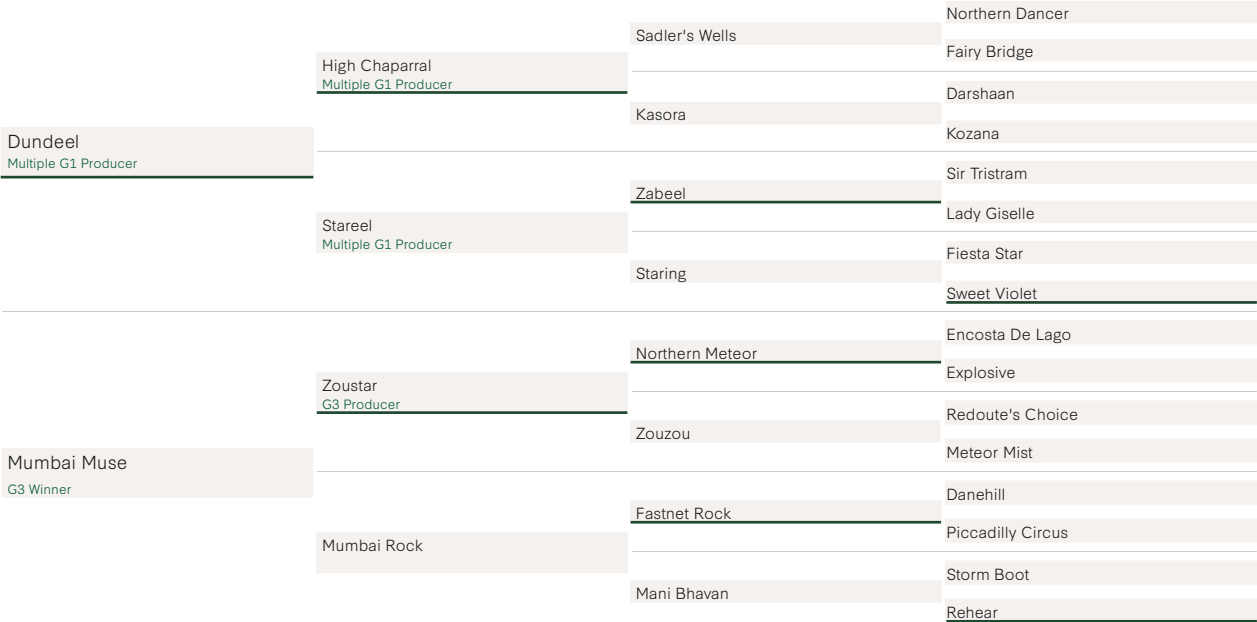 Northern Dancer
Sadler's Wells
Fairy Bridge
High Chaparral
Multiple G1 Producer
Darshaan
Kasora
Kozana
Dundeel
Multiple G1 Producer
Sir Tristram
Zabeel
Lady Giselle
Stareel
Multiple G1 Producer
Fiesta Star
Staring
Sweet Violet
Encosta De Lago
Northern Meteor
Explosive
Zoustar
G3 Producer
Redoute's Choice
Zouzou
Meteor Mist
Mumbai Muse
G3 Winner
Danehill
Fastnet Rock
Piccadilly Circus
Mumbai Rock
Storm Boot
Mani Bhavan
Rehear